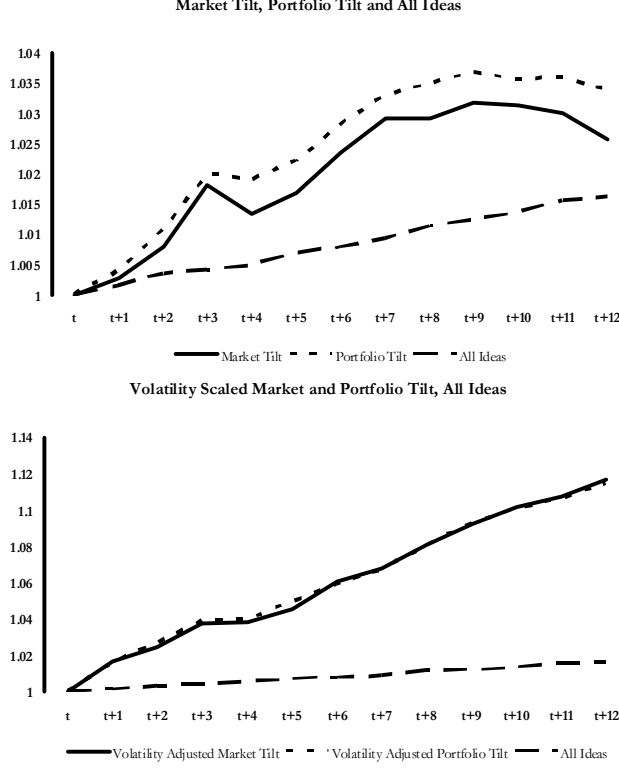 Market Tilt, Portfolio Tilt and All Ideas
1.04
1.035
1.03
1.025
1.02
1.015
1.01
1.005
1
t t+1 t+2 t+3 t+4 t+5 t+6 t+7 t+8 t+9 t+10 t+11 t+12
Market Tilt Portfolio Tilt All Ideas
Volatility Scaled Market and Portfolio Tilt, All Ideas
1.14
1.12
1.1
1.08
1.06
1.04
1.02
1
t t+1 t+2 t+3 t+4 t+5 t+6 t+7 t+8 t+9 t+10 t+11 t+12
Volatility Adjusted Market Tilt Volatility Adjusted Portfolio Tilt All Ideas